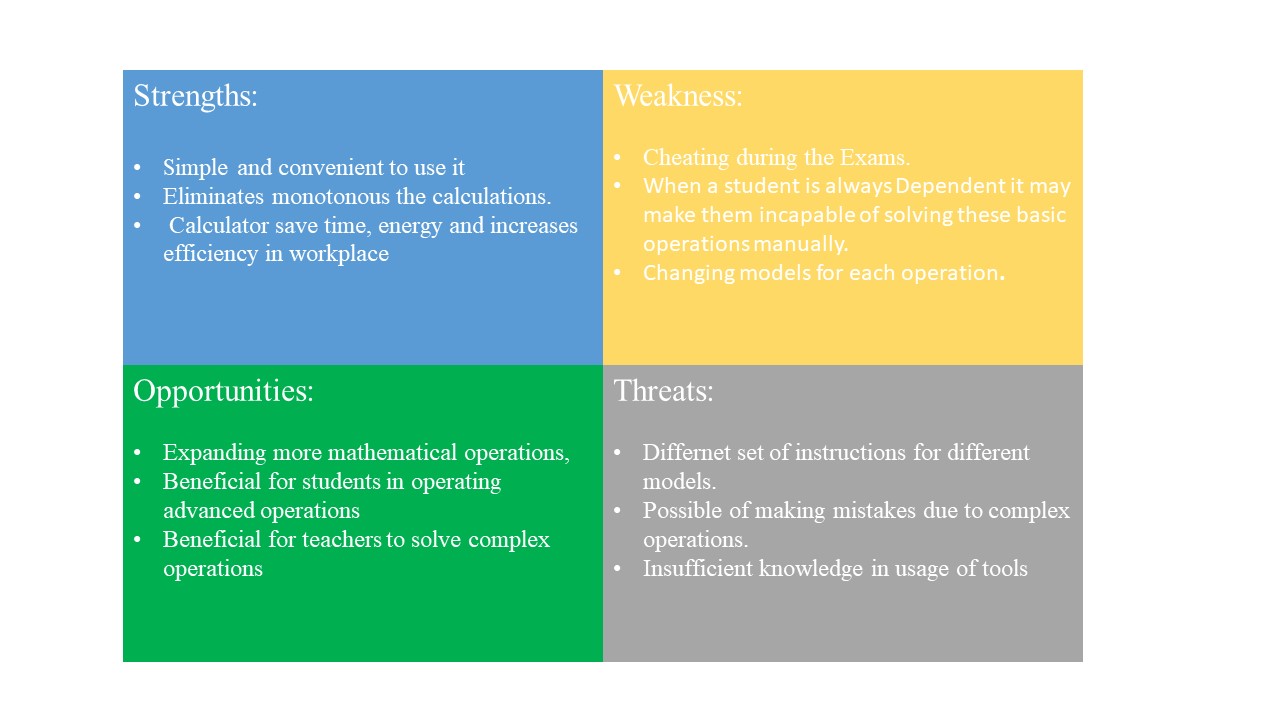 Strengths:
• Simple and convenient to use it
• Eliminates monotonous the calculations.
• Calculator save time, energy and increases
efficiency in workplace
Weakness:
• Cheating during the Exams.
• When a student is always Dependent it may
make them incapable of solving these basic
operations manually.
• Changing models for each operation.
Opportunities:
• Expanding more mathematical operations,
• Beneficial for students in operating
advanced operations
• Beneficial for teachers to solve complex
operations
Threats:
• Differnet set of instructions for different
models.
• Possible of making mistakes due to complex
operations.
• Insufficient knowledge in usage of tools